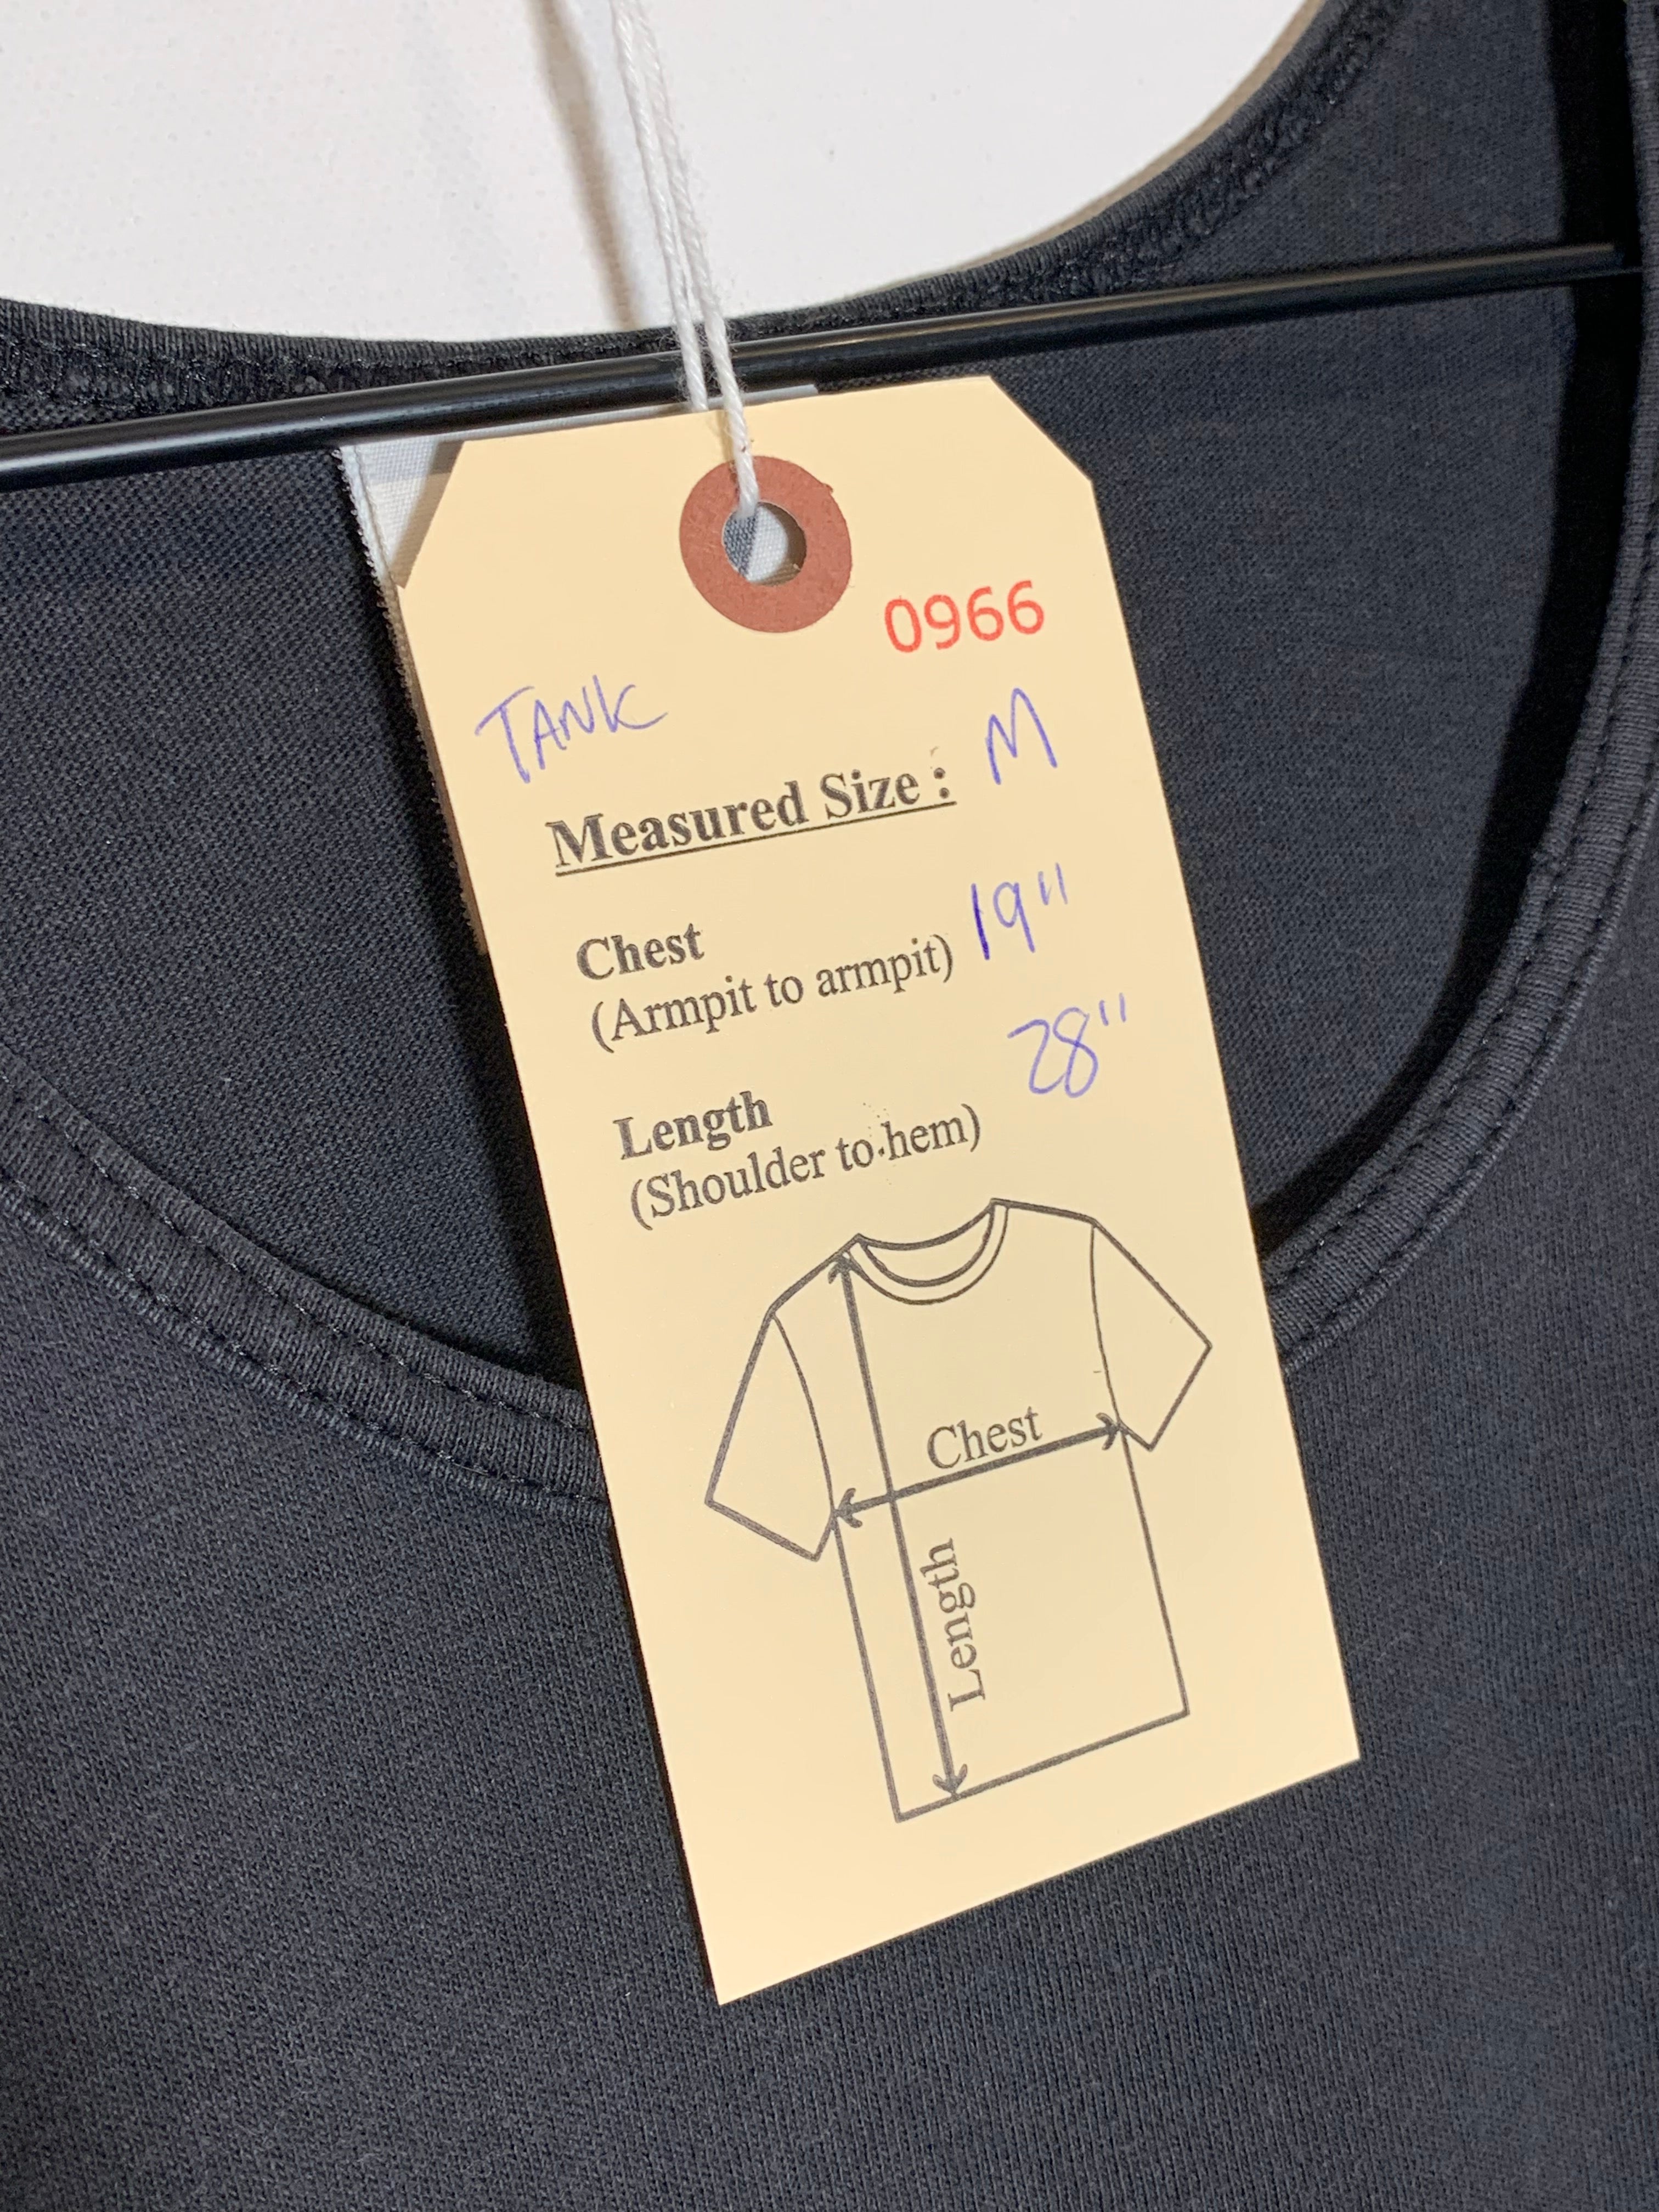 0966
TANK
Measured Size : M
Chest 19"
(Armpit to armpit)
Length 28"
(Shoulder to hem)
Chest
Length